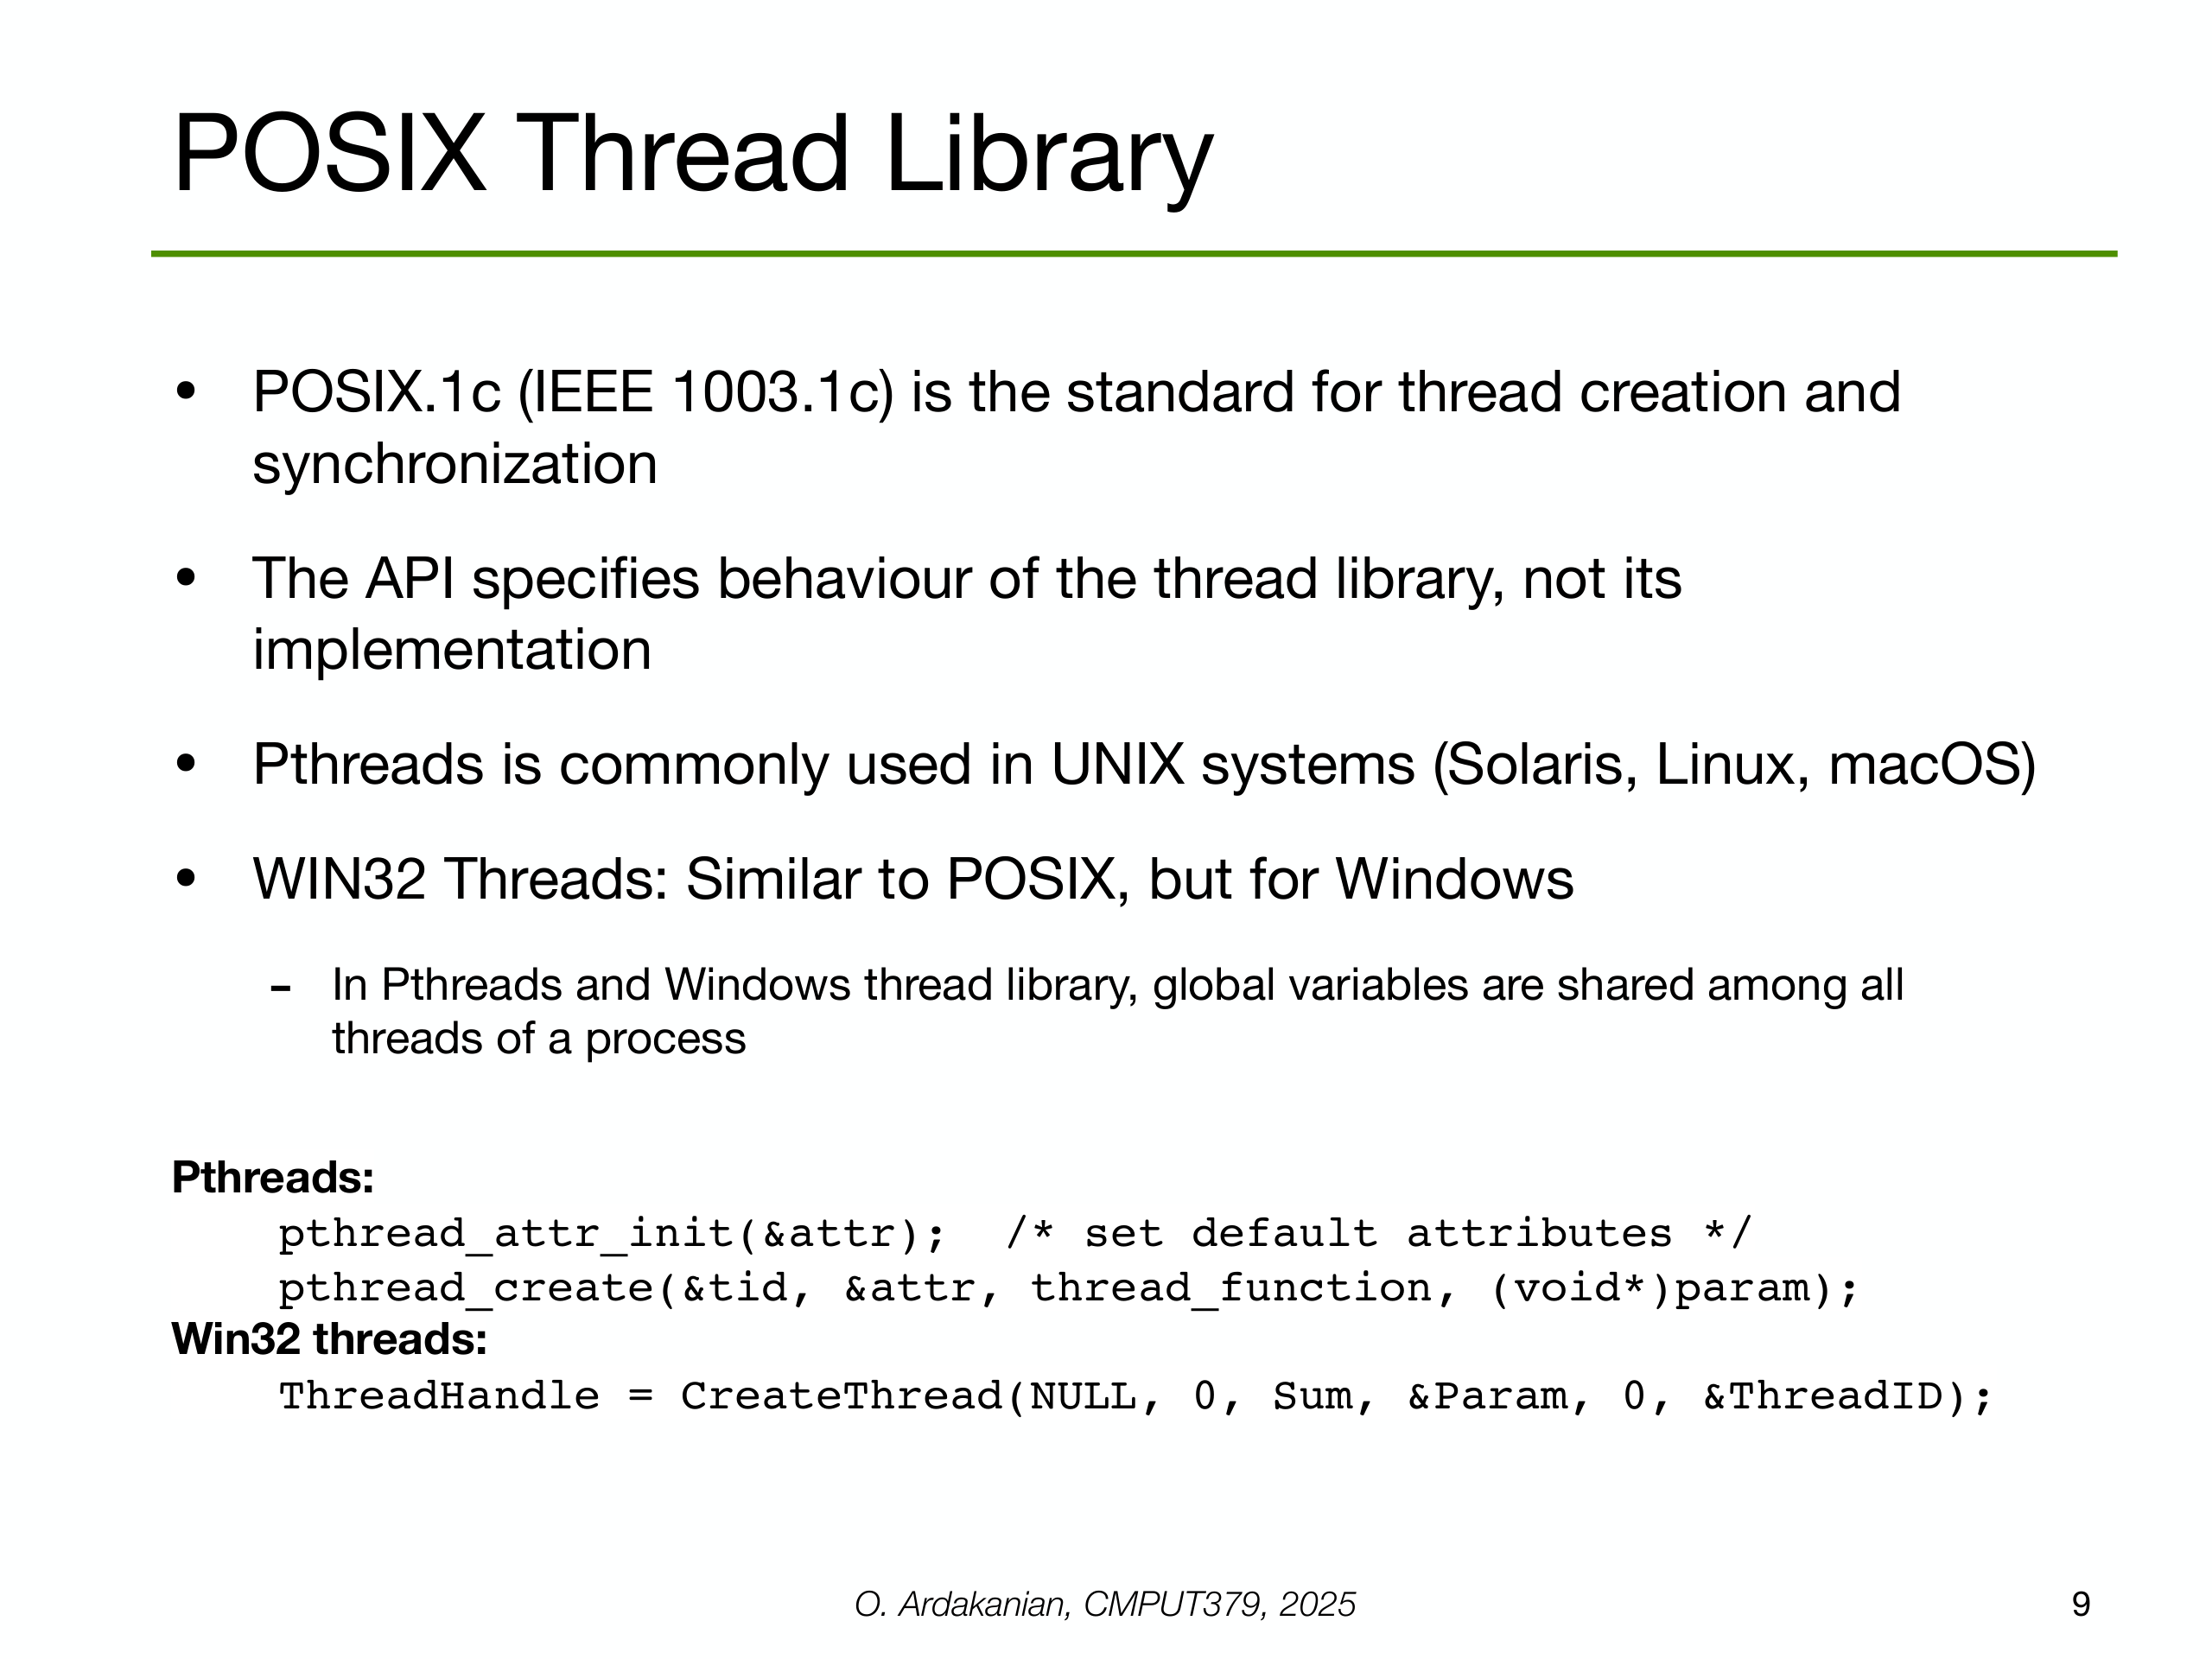 POSIX Thread Library
• POSIX.1c (IEEE 1003.1c) is the standard for thread creation and
synchronization
• The API specifies behaviour of the thread library, not its
implementation
• Pthreads is commonly used in UNIX systems (Solaris, Linux, macOS)
• WIN32 Threads: Similar to POSIX, but for Windows
- In Pthreads and Windows thread library, global variables are shared among all
threads of a process
Pthreads:
pthread_attr_init(&attr);  /* set default attributes */
pthread_create(&tid, &attr, thread_function, (void*)param);
Win32 threads:
ThreadHandle = CreateThread(NULL, 0, Sum, &Param, 0, &ThreadID);
O. Ardakanian, CMPUT379, 2025
9